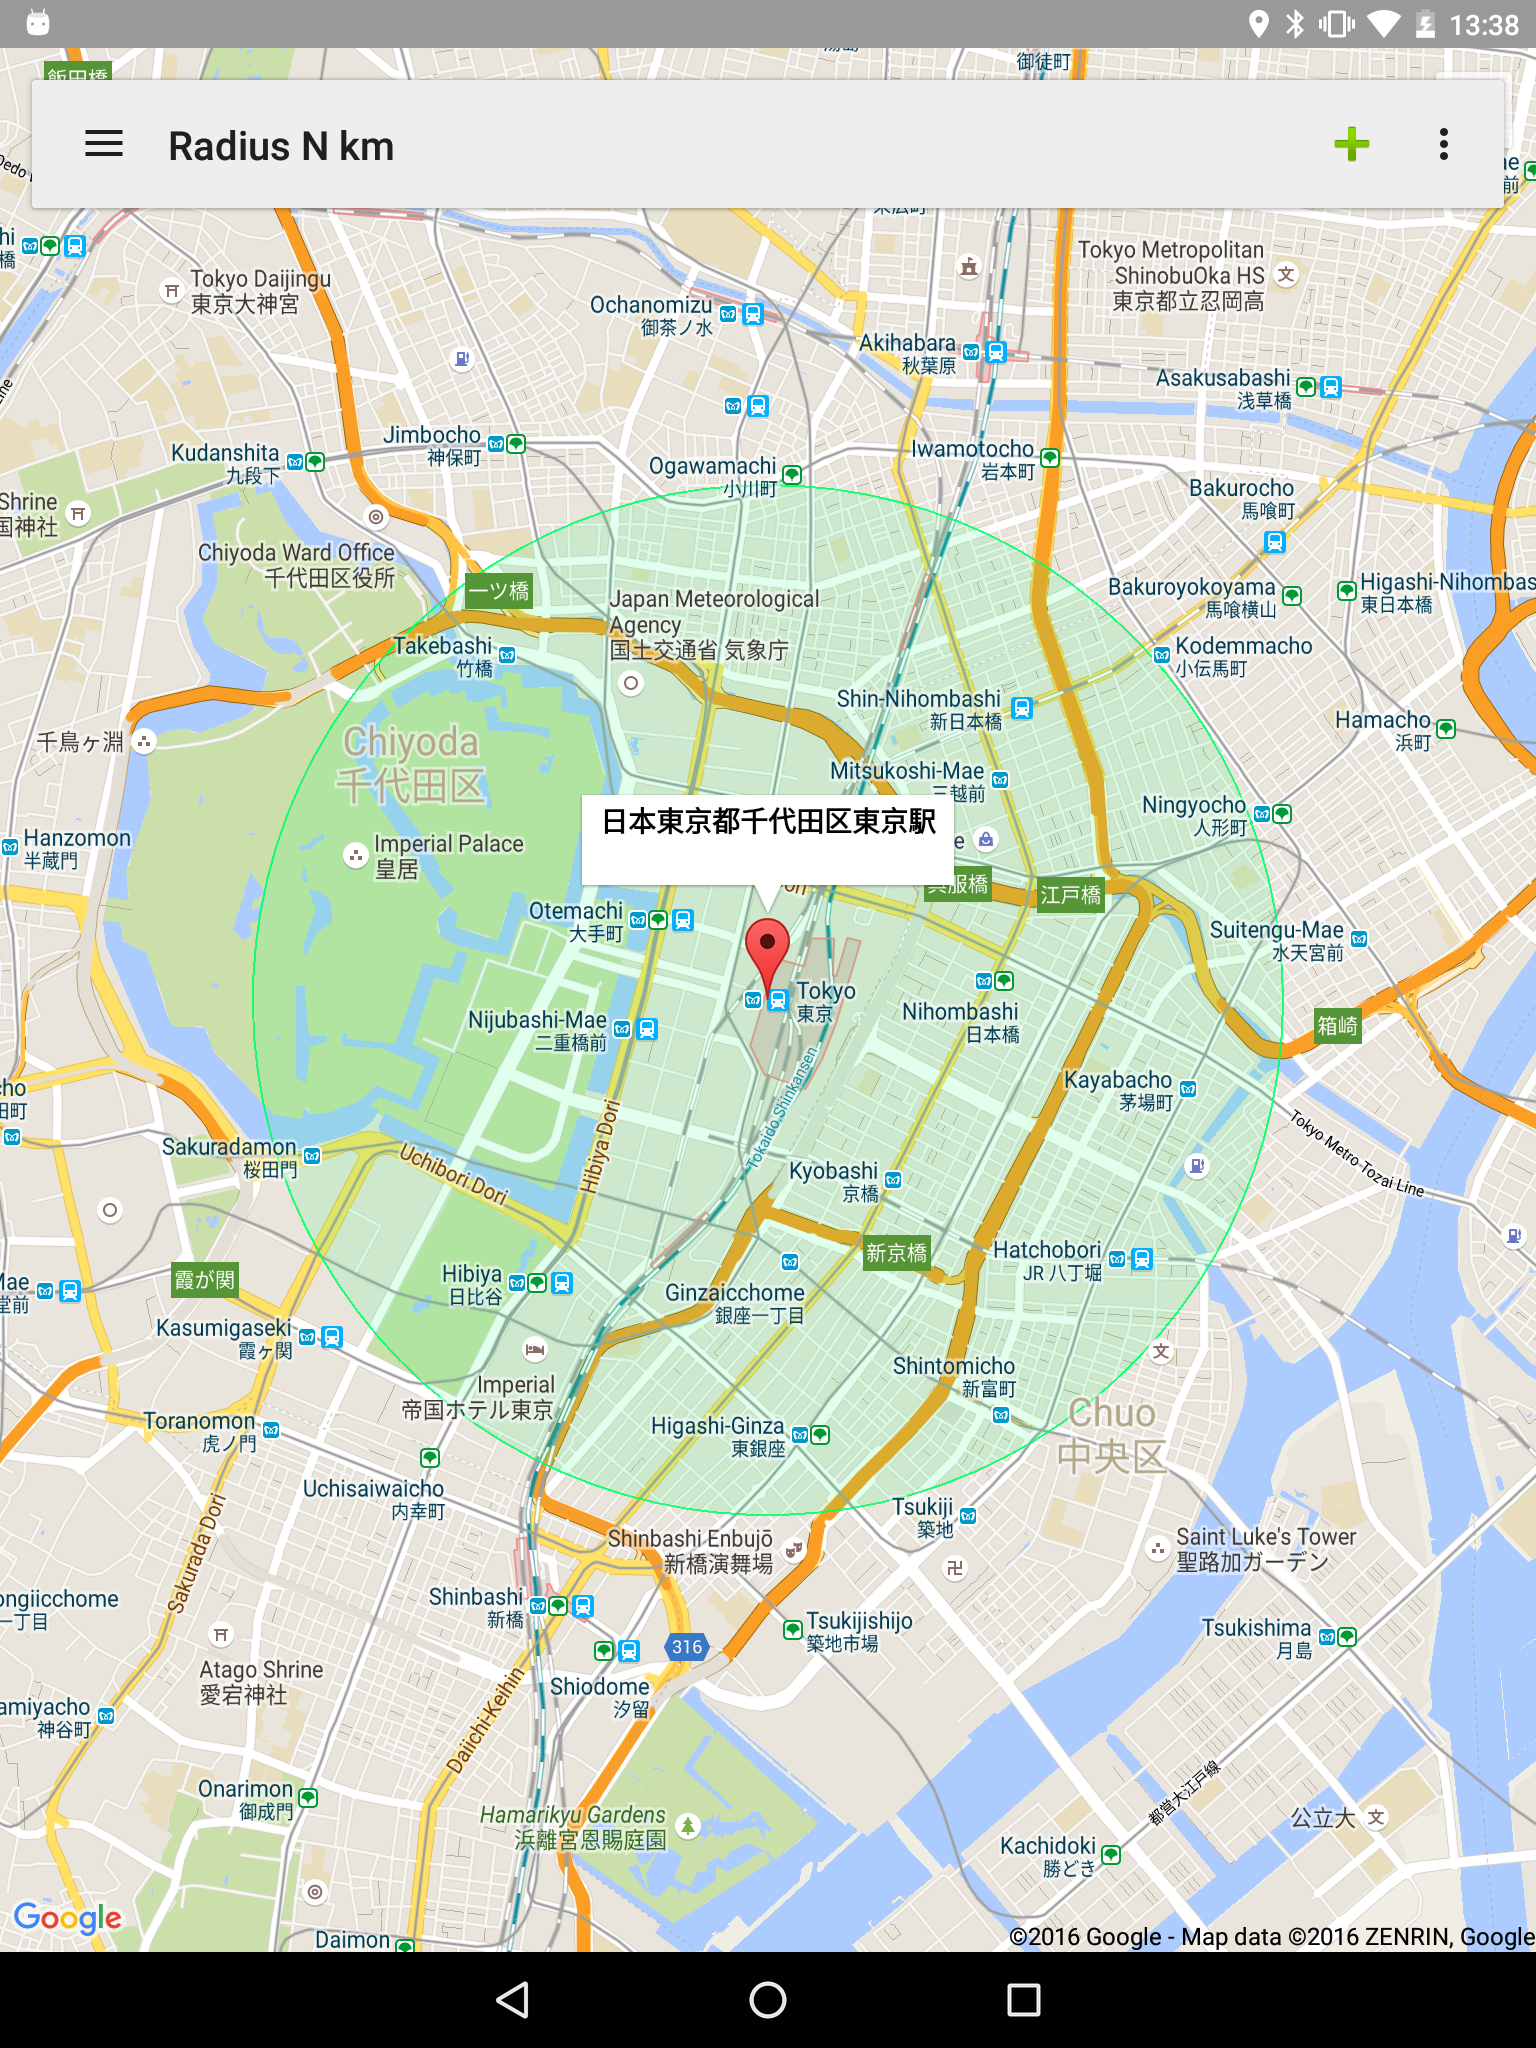 13:38
御徒町
飯田橋
Radius N km
Tokyo Daijingu
東京大神宮
Ochanomizu
御茶ノ水
Tokyo Metropolitan
ShinobuOka HS
東京都立忍岡高
Akihabara
秋葉原
Asakusabashi
浅草橋
Jimbocho
神保町
Kudanshita
九段下
Ogawamachi
小川町
Iwamotocho
岩本町
Bakurocho
馬喰町
Shrine
国神社
Chiyoda Ward Office
千代田区役所
一ツ橋
Japan Meteorological
Agency
国土交通省 気象庁
Bakuroyokoyama
馬喰横山
Higashi-Nihombas
東日本橋
Takebashi
竹橋
Kodemmacho
小伝馬町
Shin-Nihombashi
新日本橋
Hamacho
浜町
千鳥ヶ淵
Chiyoda
千代田区
Mitsukoshi-Mae
三越前
Ningyocho
人形町
日本東京都千代田区東京駅
Hanzomon
半蔵門
Imperial Palace
皇居
呉服橋
江戸橋
Otemachi
大手町
Suitengu-Mae
水天宮前
Tokyo
東京
Nihombashi
日本橋
Nijubashi-Mae
二重橋前
箱崎
Tokaido Shinkansen
Kayabacho
茅場町
cho
田町
Hibiya Dori
Uchibori Dori
Sakuradamon
桜田門
Tokyo Metro Tozai Line
Kyobashi
京橋
新京橋
Hatchobori
JR 八丁堀
霞が関
Hibiya
日比谷
Ginzaicchome
銀座一丁目
Mae
堂前
Kasumigaseki
霞ヶ関
Shintomicho
新富町
Imperial
帝国ホテル東京
Chuo
中央区
Toranomon
虎ノ門
Higashi-Ginza
東銀座
Uchisaiwaicho
内幸町
Tsukiji
築地
Sakurada Dori
Shinbashi Enbujō
新橋演舞場
Saint Luke's Tower
聖路加ガーデン
ongiicchome
一丁目
Shinbashi
新橋
Tsukijishijo
築地市場
Tsukishima
月島
316
Atago Shrine
愛宕神社
Shiodome
汐留
amiyacho
神谷町
Daiichi-Keihin
Onarimon
御成門
都営大江戸線
Hamarikyu Gardens
浜離宮恩賜庭園
公立大
Kachidoki
勝どき
Google
Daimon
©2016 Google - Map data ©2016 ZENRIN, Google